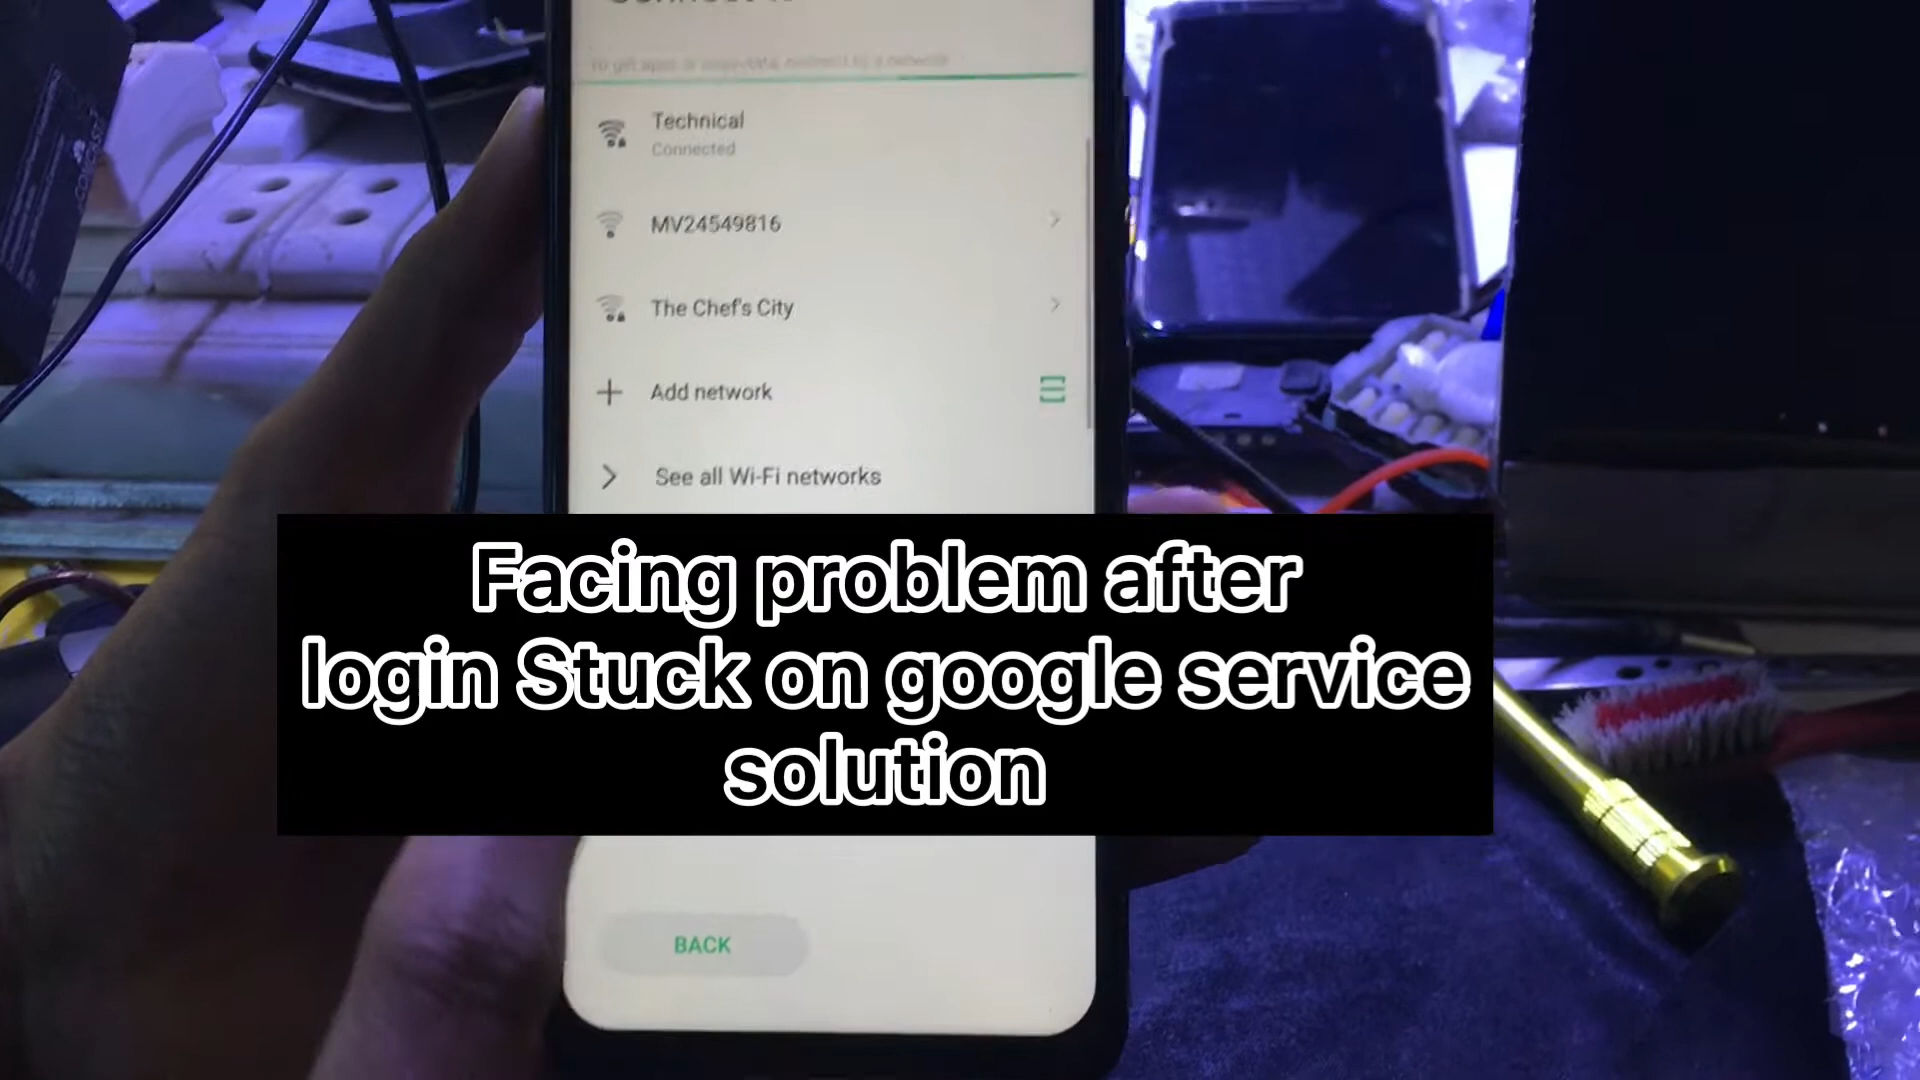 Technical
Connected
MV24549816
The Chef's City
Add network
See all Wi-Fi networks
Facing problem after
login Stuck on google service
solution
BACK
COMCAST